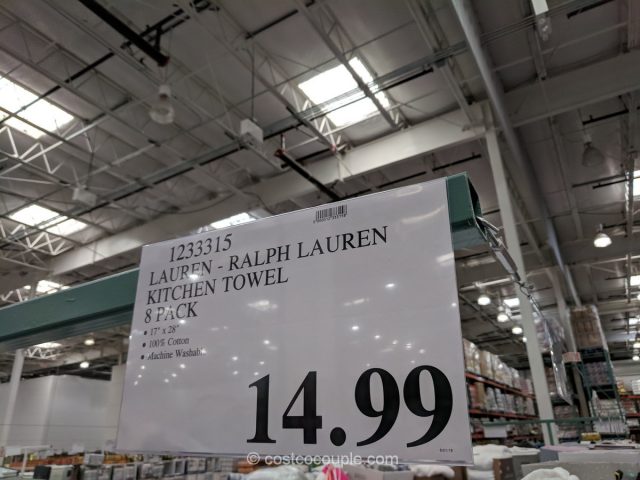 1233315
LAUREN - RALPH LAUREN
KITCHEN TOWEL
8 PACK
• 17" x 28"
• 100% Cotton
• Machine Washable
14.99
© costcocouple.com